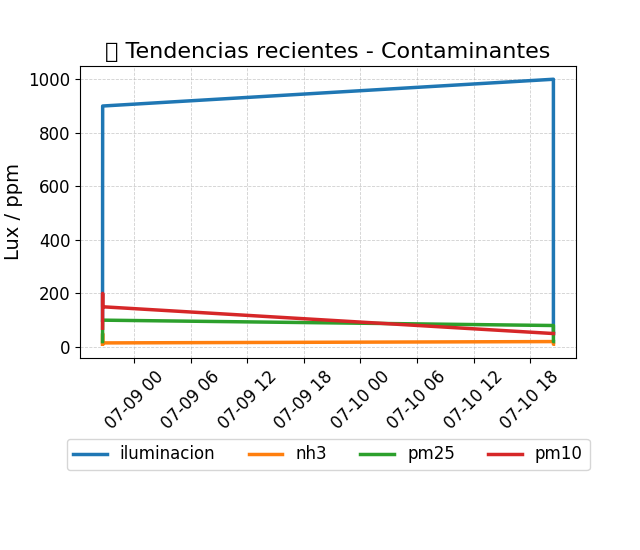 Tendencias recientes - Contaminantes
Lux / ppm
1000
800
600
400
200
0
07-09 00
07-09 06
07-09 12
07-09 18
07-10 00
07-10 06
07-10 12
07-10 18
iluminacion
nh3
pm25
pm10